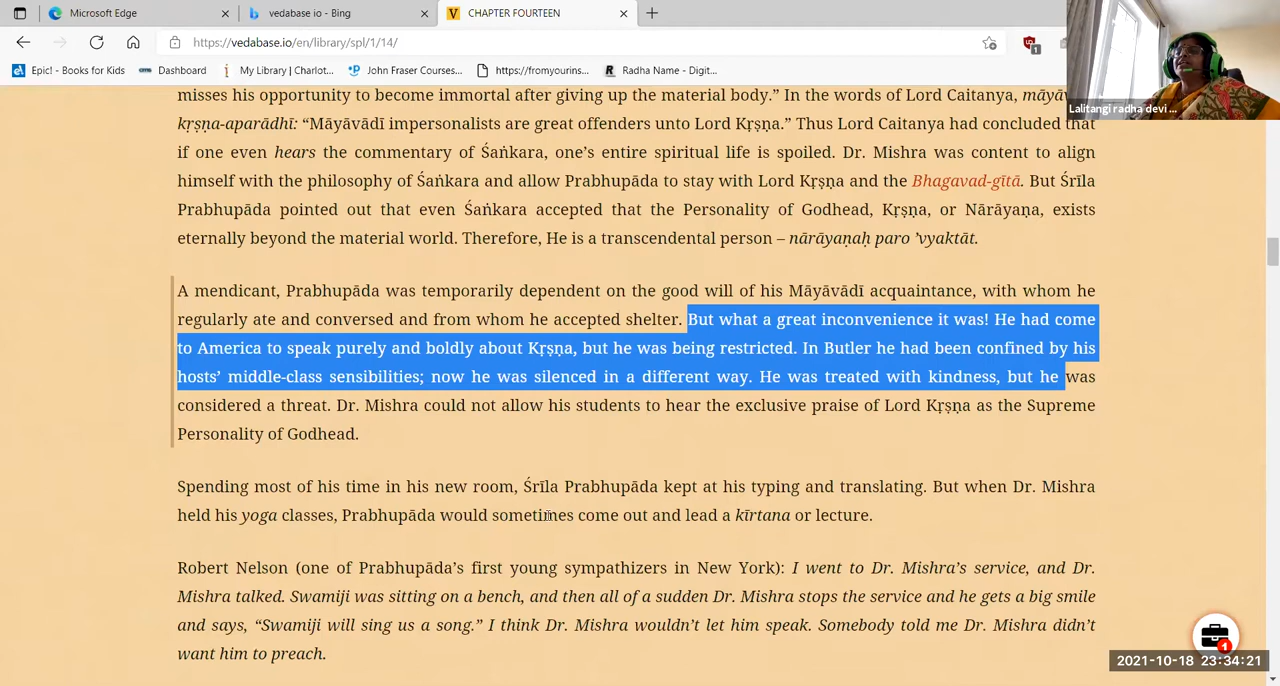 Microsoft Edge
vedabase io - Bing
CHAPTER FOURTEEN
https://vedabase.io/en/library/spl/1/14/
1
Epic! - Books for Kids
Dashboard
My Library | Charlot...
John Fraser Courses...
https://fromyourins...
Radha Name - Digit...
Lalitangi radha devi ...
misses his opportunity to become immortal after giving up the material body.” In the words of Lord Caitanya,
kṛṣṇa-aparādhī: “Māyāvādī impersonalists are great offenders unto Lord Kṛṣṇa.” Thus Lord Caitanya had concluded that
if one even hears the commentary of Śaṅkara, one’s entire spiritual life is spoiled. Dr. Mishra was content to align
himself with the philosophy of Śaṅkara and allow Prabhupāda to stay with Lord Kṛṣṇa and the Bhagavad-gītā. But Śrīla
Prabhupāda pointed out that even Śaṅkara accepted that the Personality of Godhead, Kṛṣṇa, or Nārāyaṇa, exists
eternally beyond the material world. Therefore, He is a transcendental person – nārāyaṇaḥ paro ’vyaktāt.
A mendicant, Prabhupāda was temporarily dependent on the good will of his Māyāvādī acquaintance, with whom he
regularly ate and conversed and from whom he accepted shelter. But what a great inconvenience it was! He had come
to America to speak purely and boldly about Kṛṣṇa, but he was being restricted. In Butler he had been confined by his
hosts’ middle-class sensibilities; now he was silenced in a different way. He was treated with kindness, but he was
considered a threat. Dr. Mishra could not allow his students to hear the exclusive praise of Lord Kṛṣṇa as the Supreme
Personality of Godhead.
Spending most of his time in his new room, Śrīla Prabhupāda kept at his typing and translating. But when Dr. Mishra
held his yoga classes, Prabhupāda would sometimes come out and lead a kīrtana or lecture.
Robert Nelson (one of Prabhupāda’s first young sympathizers in New York): I went to Dr. Mishra’s service, and Dr.
Mishra talked. Swamiji was sitting on a bench, and then all of a sudden Dr. Mishra stops the service and he gets a big smile
and says, “Swamiji will sing us a song.” I think Dr. Mishra wouldn’t let him speak. Somebody told me Dr. Mishra didn’t
want him to preach.
1
2021-10-18 23:34:21